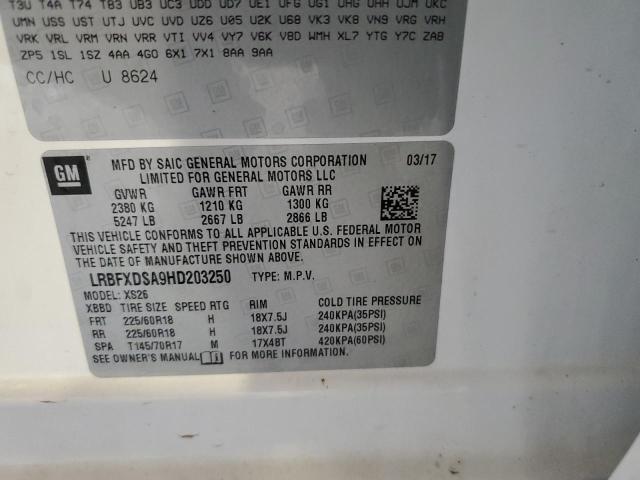 T3U T4A T74 TB3 UB3 UC3 UDD UD7 UE1 UFG UG1 UHG UHH UJM UKC
UMN USS UST UJJ UVC UVD UZ6 U05 U2K U68 VK3 VK8 VN9 VRG VRH
VRK VRL VRM VRN VRR VTI VV4 VY7 V6K V8D WMH XL7 YTG Y7C ZAB
ZP5 1SL 1SZ 4AA 4GO 6X1 7X1 8AA 9AA
CC/HC U 8624
GM
MFD BY SAIC GENERAL MOTORS CORPORATION 03/17
LIMITED FOR GENERAL MOTORS LLC
GVWR GAWR FRT GAWR RR
2380 KG 1210 KG 1300 KG
5247 LB 2667 LB 2866 LB
THIS VEHICLE CONFORMS TO ALL APPLICABLE U.S. FEDERAL MOTOR
VEHICLE SAFETY AND THEFT PREVENTION STANDARDS IN EFFECT ON
THE DATE OF MANUFACTURE SHOWN ABOVE.
LRBFXDSA9HD203250 TYPE: M.P.V.
MODEL: XS26
XBBD TIRE SIZE SPEED RTG RIM COLD TIRE PRESSURE
FRT 225/60R18 H 18X7.5J 240KPA(35PSI)
RR 225/60R18 H 18X7.5J 240KPA(35PSI)
SPA T145/70R17 M 17X4BT 420KPA(60PSI)
SEE OWNER'S MANUAL FOR MORE INFORMATION.